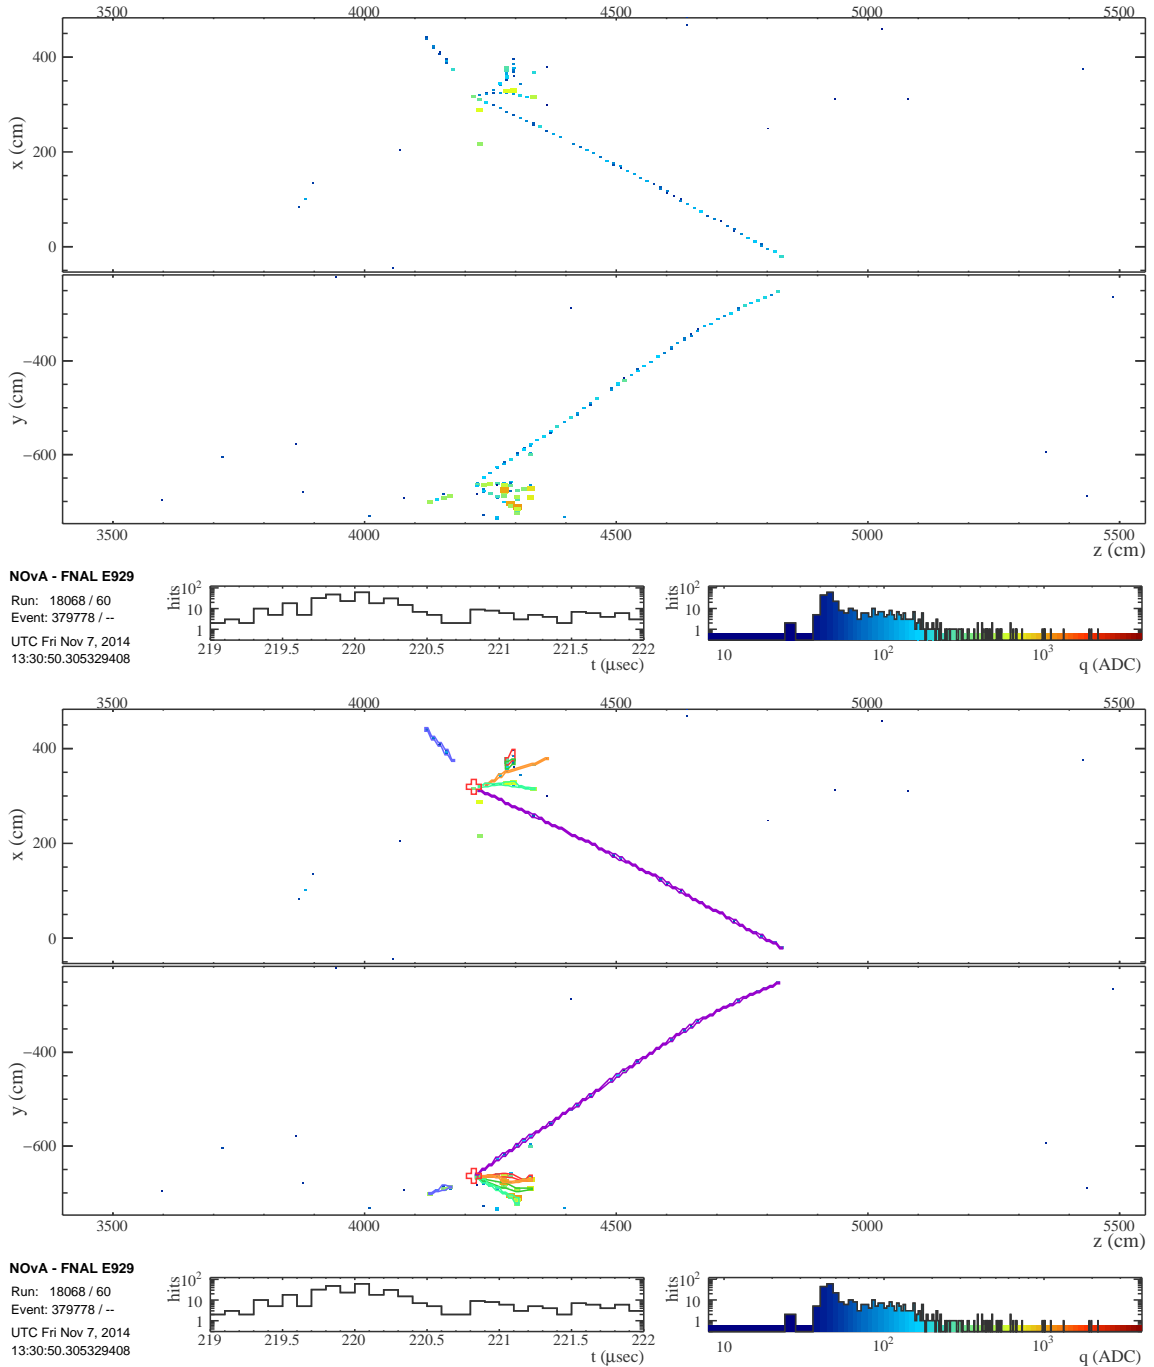 3500 4000 4500 5000 5500
x (cm)
400
200
0
y (cm)
−400
−600
3500 4000 4500 5000 5500
z (cm)
NOvA - FNAL E929
Run: 18068 / 60
Event: 379778 / --
UTC Fri Nov 7, 2014
13:30:50.305329408
hits
10²
10
1
219 219.5 220 220.5 221 221.5 222
t (μsec)
hits
10²
10
1
10 10² 10³
q (ADC)
3500 4000 4500 5000 5500
x (cm)
400
200
0
y (cm)
−400
−600
3500 4000 4500 5000 5500
z (cm)
NOvA - FNAL E929
Run: 18068 / 60
Event: 379778 / --
UTC Fri Nov 7, 2014
13:30:50.305329408
hits
10²
10
1
219 219.5 220 220.5 221 221.5 222
t (μsec)
hits
10²
10
1
10 10² 10³
q (ADC)